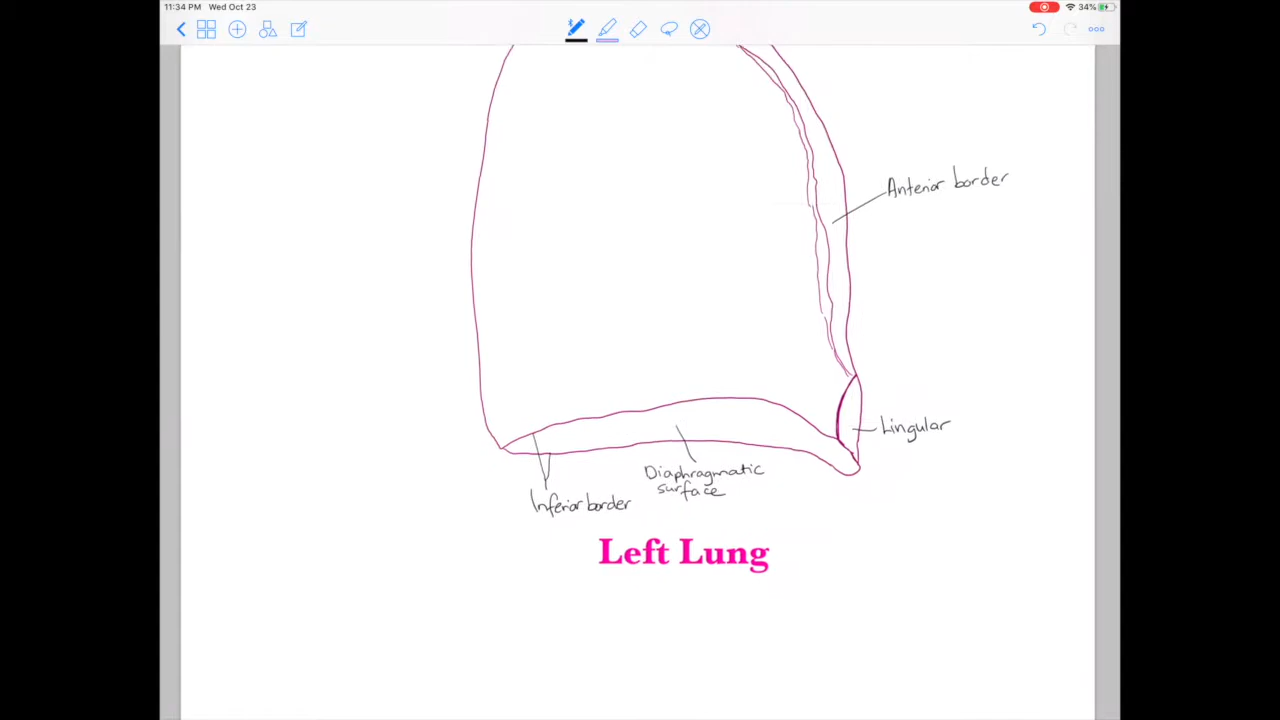 11:34 PM Wed Oct 23
34%
Anterior border
Lingular
Diaphragmatic
surface
Inferior border
Left Lung